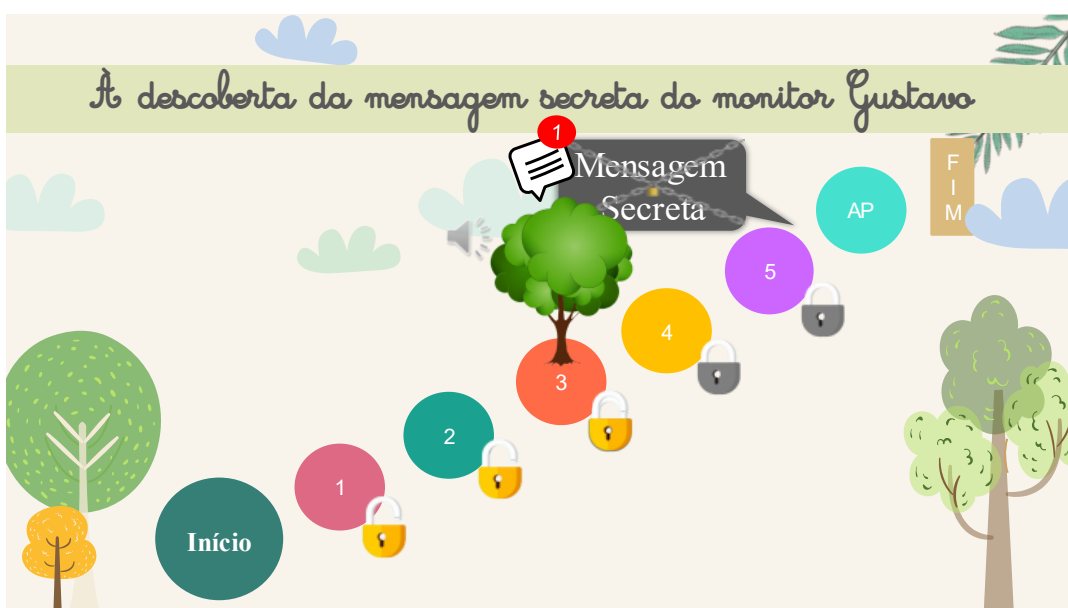 À descoberta da mensagem secreta do monitor Gustavo
1
Mensagem
Secreta
F
I
M
AP
5
4
3
2
1
Início